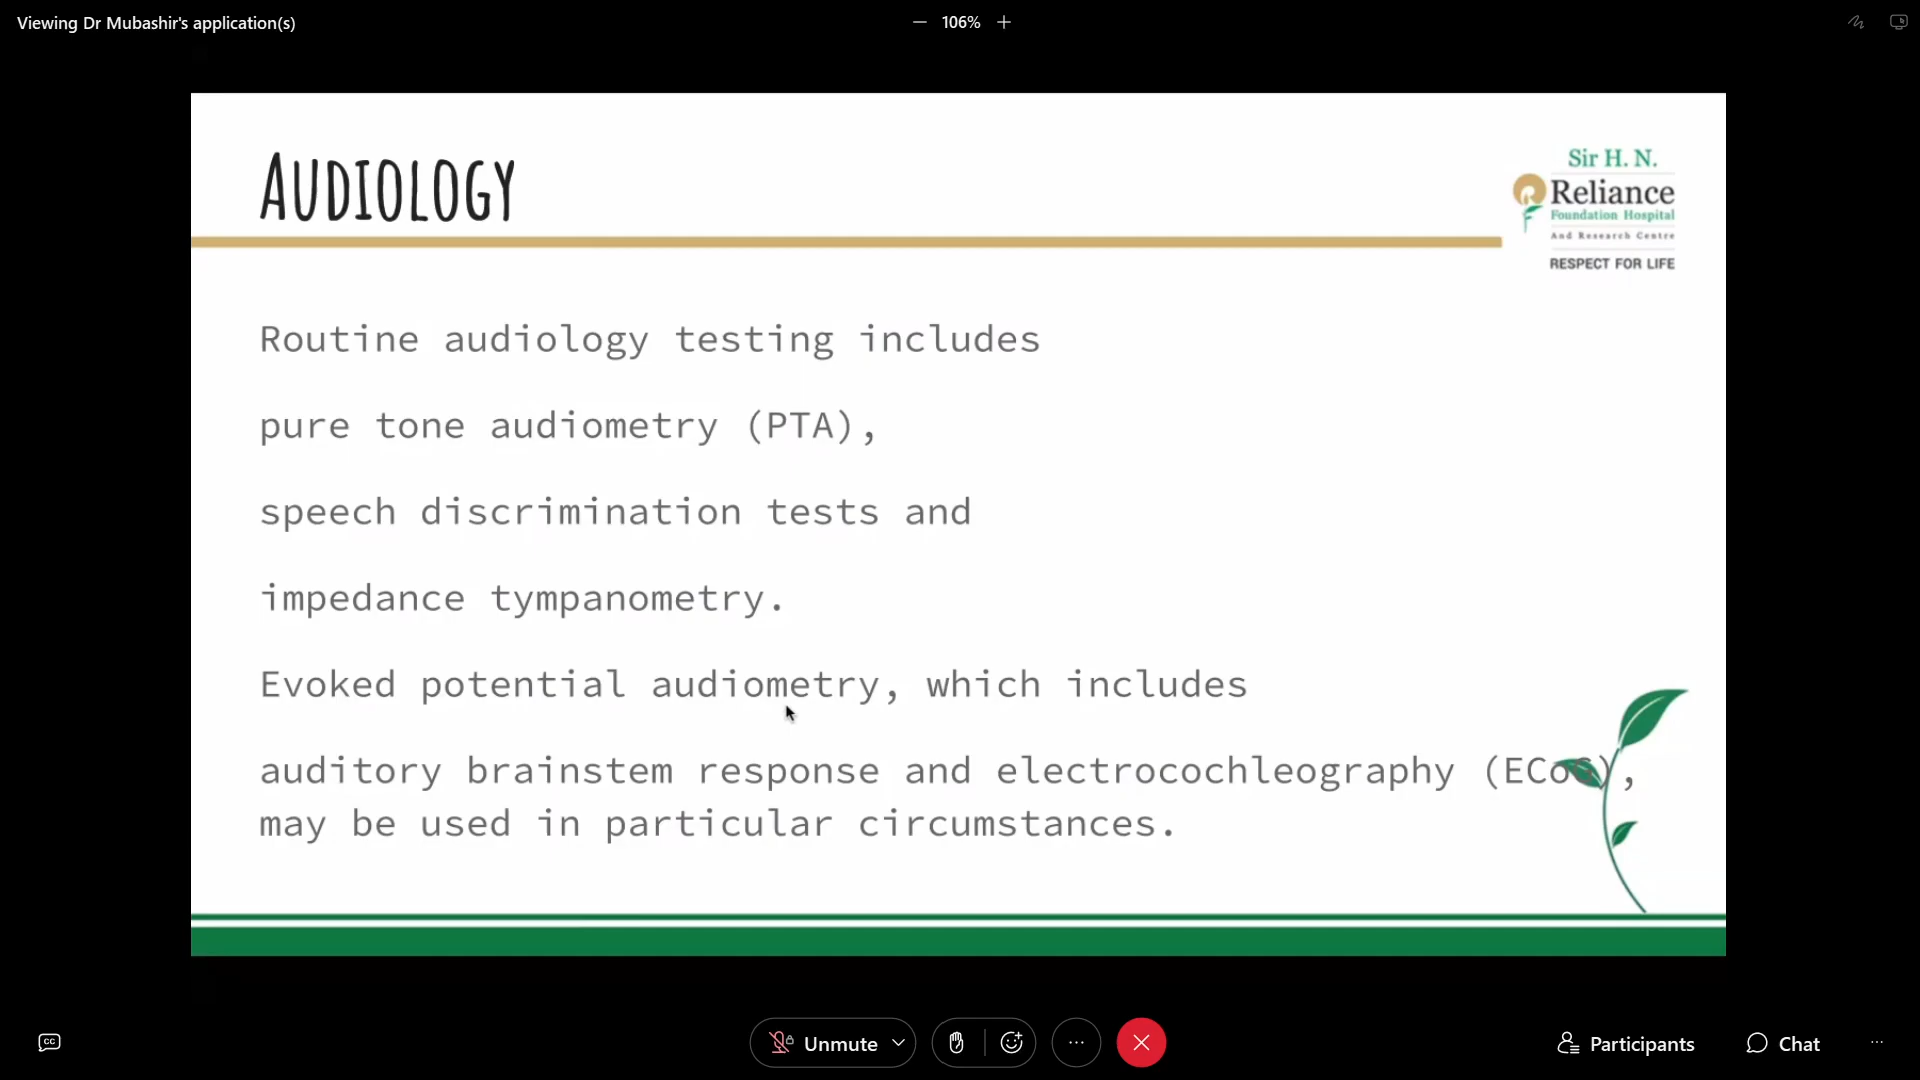 Viewing Dr Mubashir's application(s)
106%
AUDIOLOGY
Sir H. N.
Reliance
Foundation Hospital
And Research Centre
RESPECT FOR LIFE
Routine audiology testing includes
pure tone audiometry (PTA),
speech discrimination tests and
impedance tympanometry.
Evoked potential audiometry, which includes
auditory brainstem response and electrocochleography (ECoG),
may be used in particular circumstances.
CC
Unmute
Participants
Chat